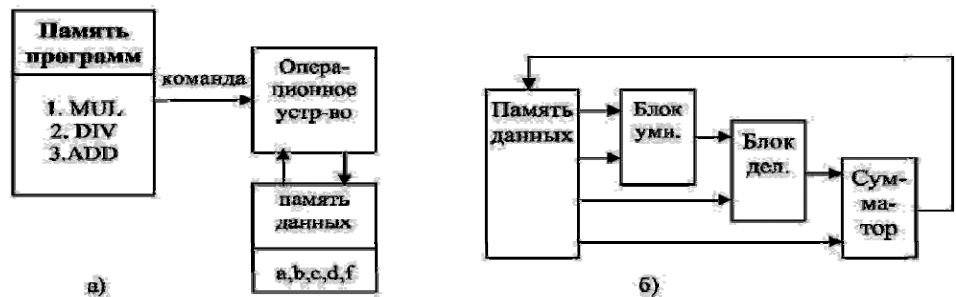 Память
программ
1. MUL
2. DIV
3.ADD
команда
Опера-
ционное
устр-во
память
данных
a,b,c,d,f
а)
Память
данных
Блок
умн.
Блок
дел.
Сум-
ма-
тор
б)